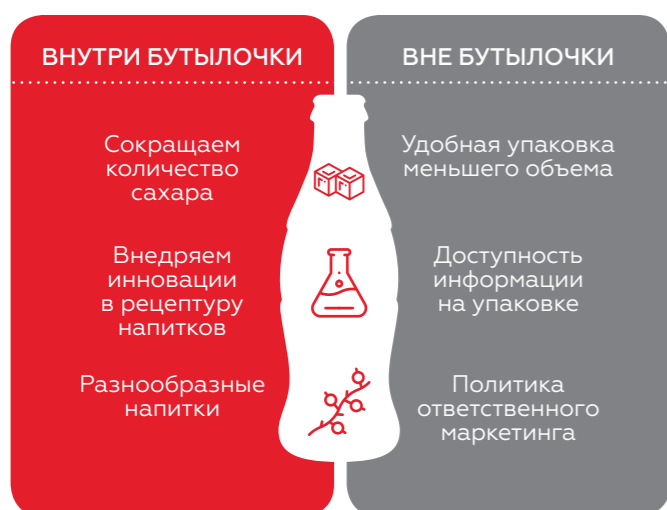 ВНУТРИ БУТЫЛОЧКИ
Сокращаем
количество
сахара
Внедряем
инновации
в рецептуру
напитков
Разнообразные
напитки
ВНЕ БУТЫЛОЧКИ
Удобная упаковка
меньшего объема
Доступность
информации
на упаковке
Политика
ответственного
маркетинга